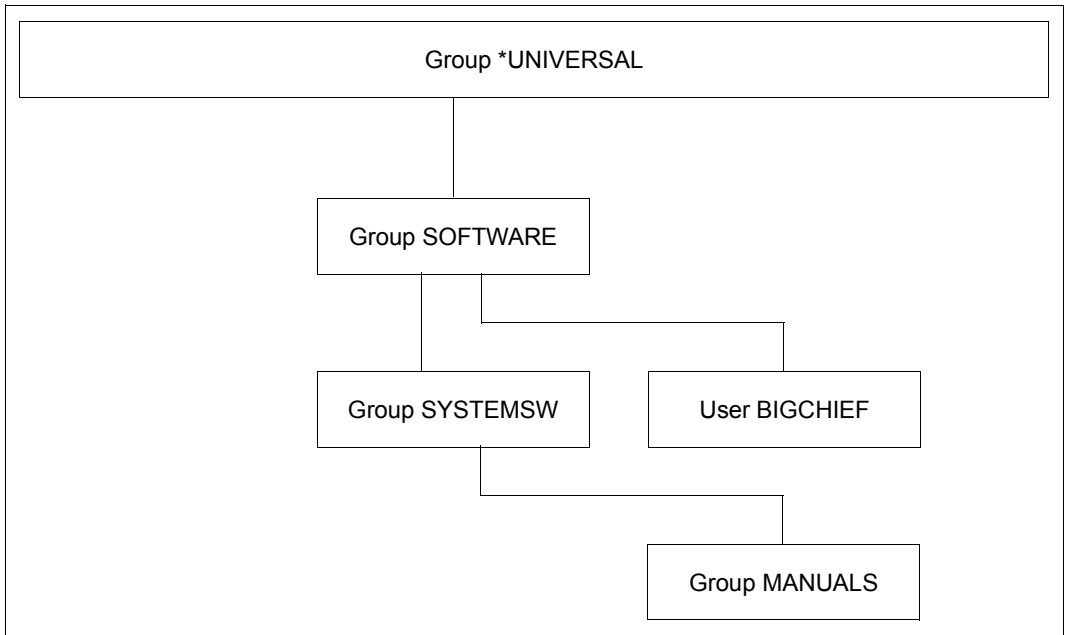 Group *UNIVERSAL
Group SOFTWARE
Group SYSTEMSW
User BIGCHIEF
Group MANUALS